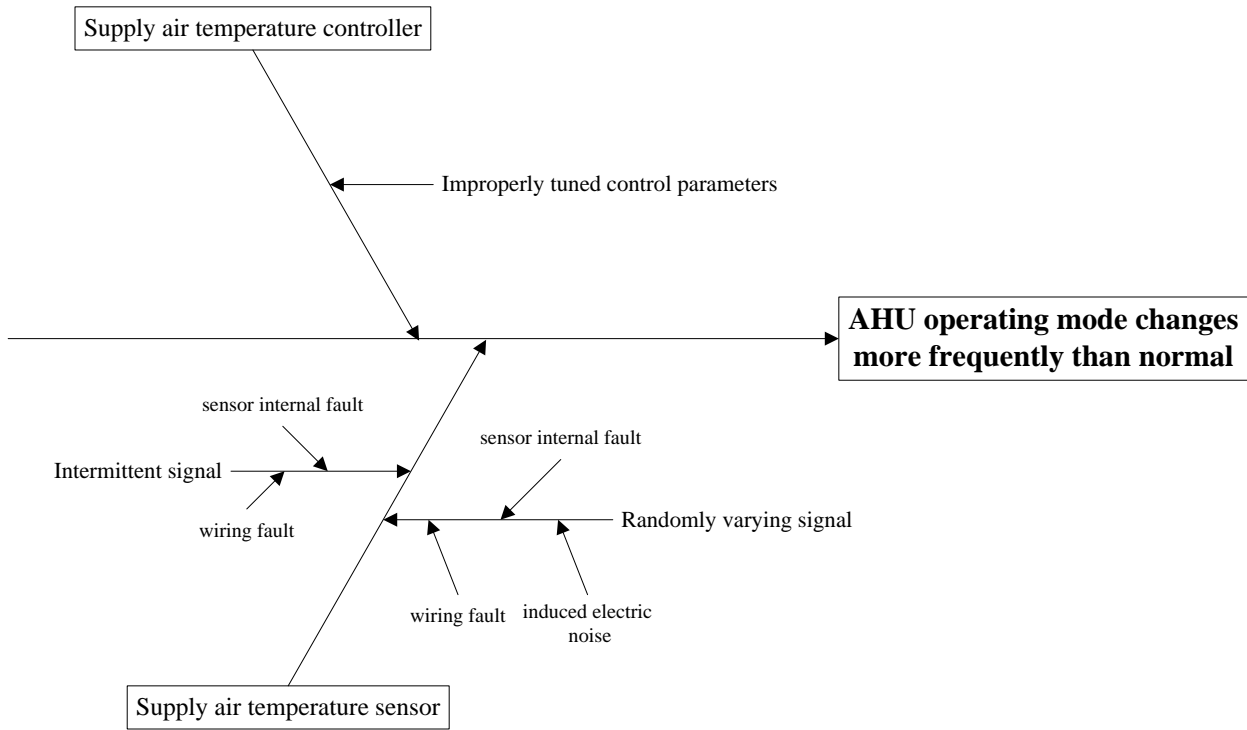 Supply air temperature controller
Improperly tuned control parameters
AHU operating mode changes
more frequently than normal
sensor internal fault
sensor internal fault
Intermittent signal
Randomly varying signal
wiring fault
wiring fault
induced electric
noise
Supply air temperature sensor